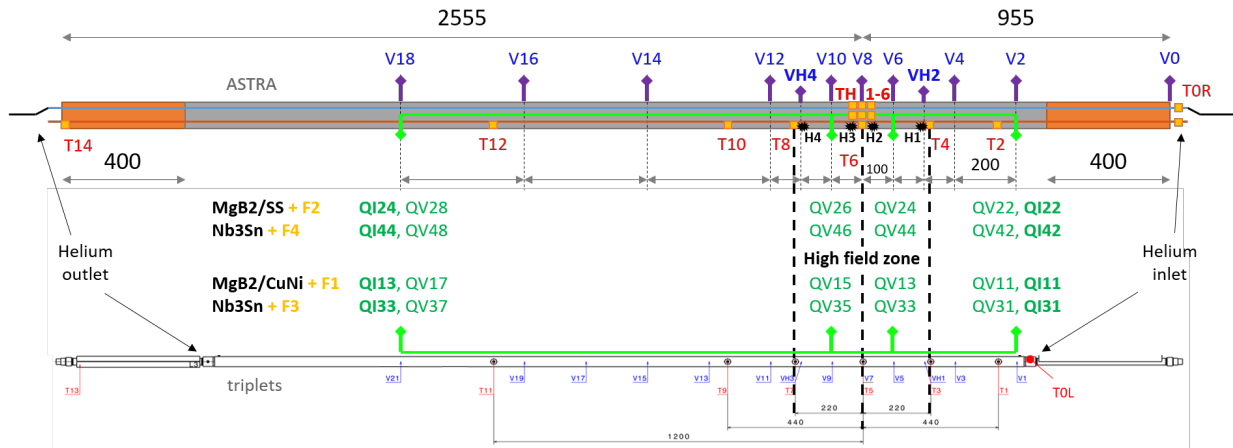 2555 955
V18 V16 V14 V12 V10 V8 V6 V4 V2 V0
VH4 VH2
ASTRA
TH 1-6 T0R
H4 H3 H2 H1
T14 T12 T10 T8 T6 T4 T2
400 100 200 400
MgB2/SS + F2 QI24, QV28 QV26 QV24 QV22, QI22
Nb3Sn + F4 QI44, QV48 QV46 QV44 QV42, QI42
Helium outlet
Helium inlet
High field zone
MgB2/CuNi + F1 QI13, QV17 QV15 QV13 QV11, QI11
Nb3Sn + F3 QI33, QV37 QV35 QV33 QV31, QI31
L3
triplets
V21 V19 V17 V15 V13 V11 VH3 V9 V7 V5 VH1 V3 V1
T13 T11 T9 T7 T5 T3 T1 T0L
220 220
440 440
1200